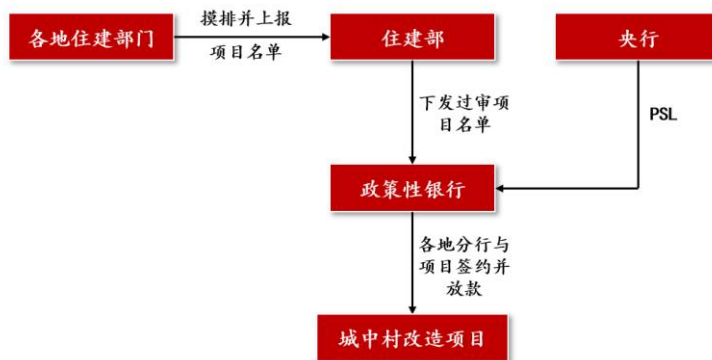 各地住建部门
摸排并上报
项目名单
住建部
央行
下发过审项
目名单
PSL
政策性银行
各地分行与
项目签约并
放款
城中村改造项目